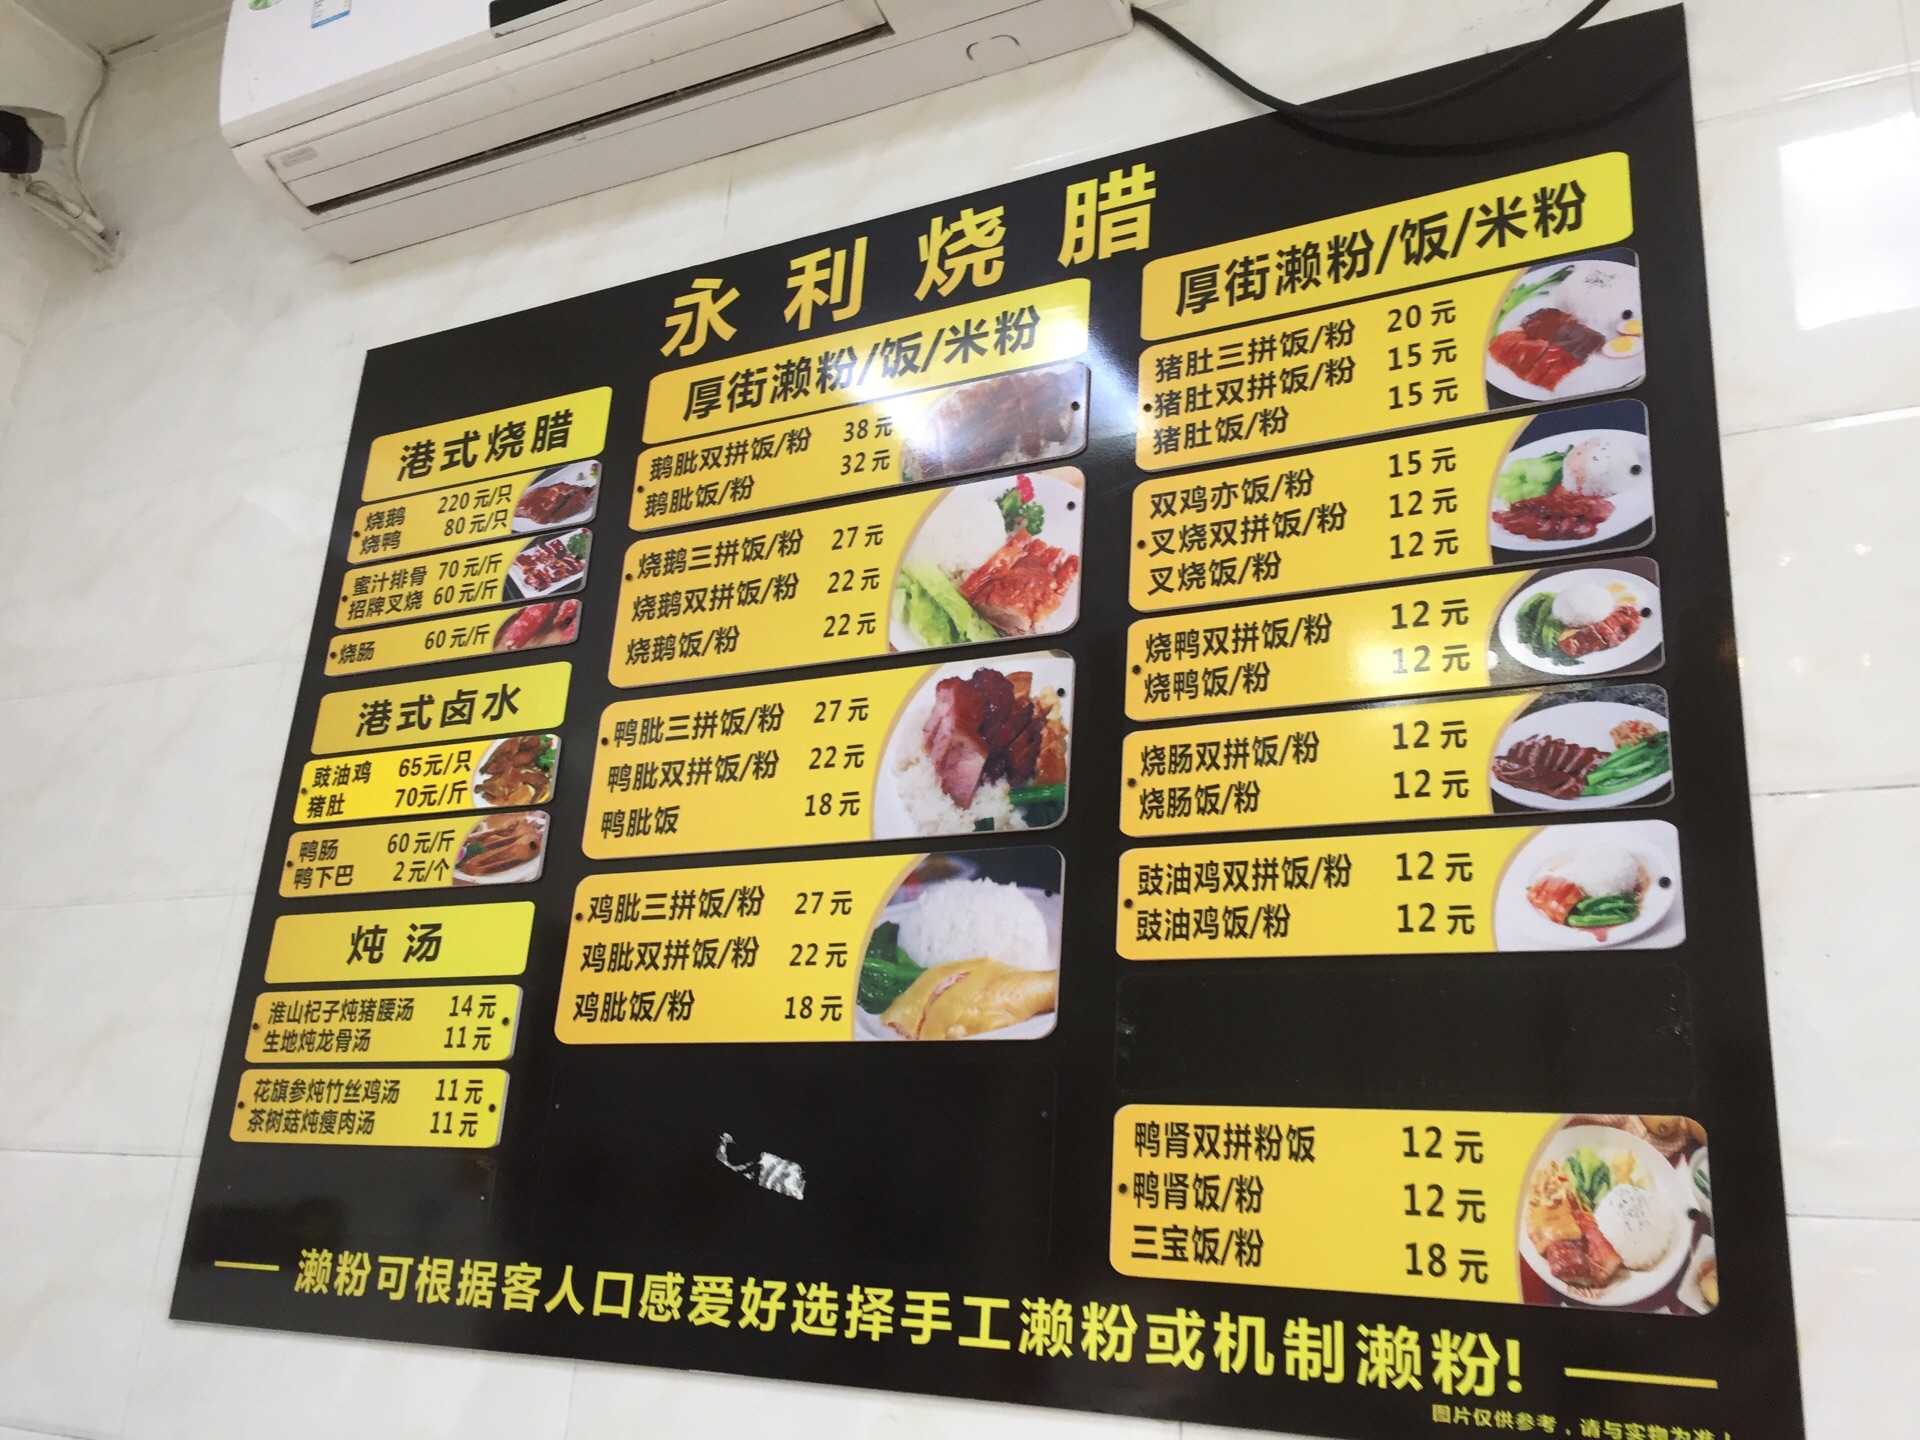 永利烧腊
港式烧腊
烧鹅 220元/只
烧鸭 80元/只
蜜汁排骨 70元/斤
招牌叉烧 60元/斤
烧肠 60元/斤
港式卤水
豉油鸡 65元/只
猪肚 70元/斤
鸭肠 60元/斤
鸭下巴 2元/个
炖汤
淮山杞子炖猪腰汤 14元
生地炖龙骨汤 11元
花旗参炖竹丝鸡汤 11元
茶树菇炖瘦肉汤 11元
厚街濑粉/饭/米粉
鹅肶双拼饭/粉 38元
鹅肶饭/粉 32元
烧鹅三拼饭/粉 27元
烧鹅双拼饭/粉 22元
烧鹅饭/粉 22元
鸭肶三拼饭/粉 27元
鸭肶双拼饭/粉 22元
鸭肶饭 18元
鸡肶三拼饭/粉 27元
鸡肶双拼饭/粉 22元
鸡肶饭/粉 18元
厚街濑粉/饭/米粉
猪肚三拼饭/粉 20元
猪肚双拼饭/粉 15元
猪肚饭/粉 15元
双鸡亦饭/粉 15元
叉烧双拼饭/粉 12元
叉烧饭/粉 12元
烧鸭双拼饭/粉 12元
烧鸭饭/粉 12元
烧肠双拼饭/粉 12元
烧肠饭/粉 12元
豉油鸡双拼饭/粉 12元
豉油鸡饭/粉 12元
鸭肾双拼粉饭 12元
鸭肾饭/粉 12元
三宝饭/粉 18元
濑粉可根据客人口感爱好选择手工濑粉或机制濑粉!
图片仅供参考，请与实物为准！